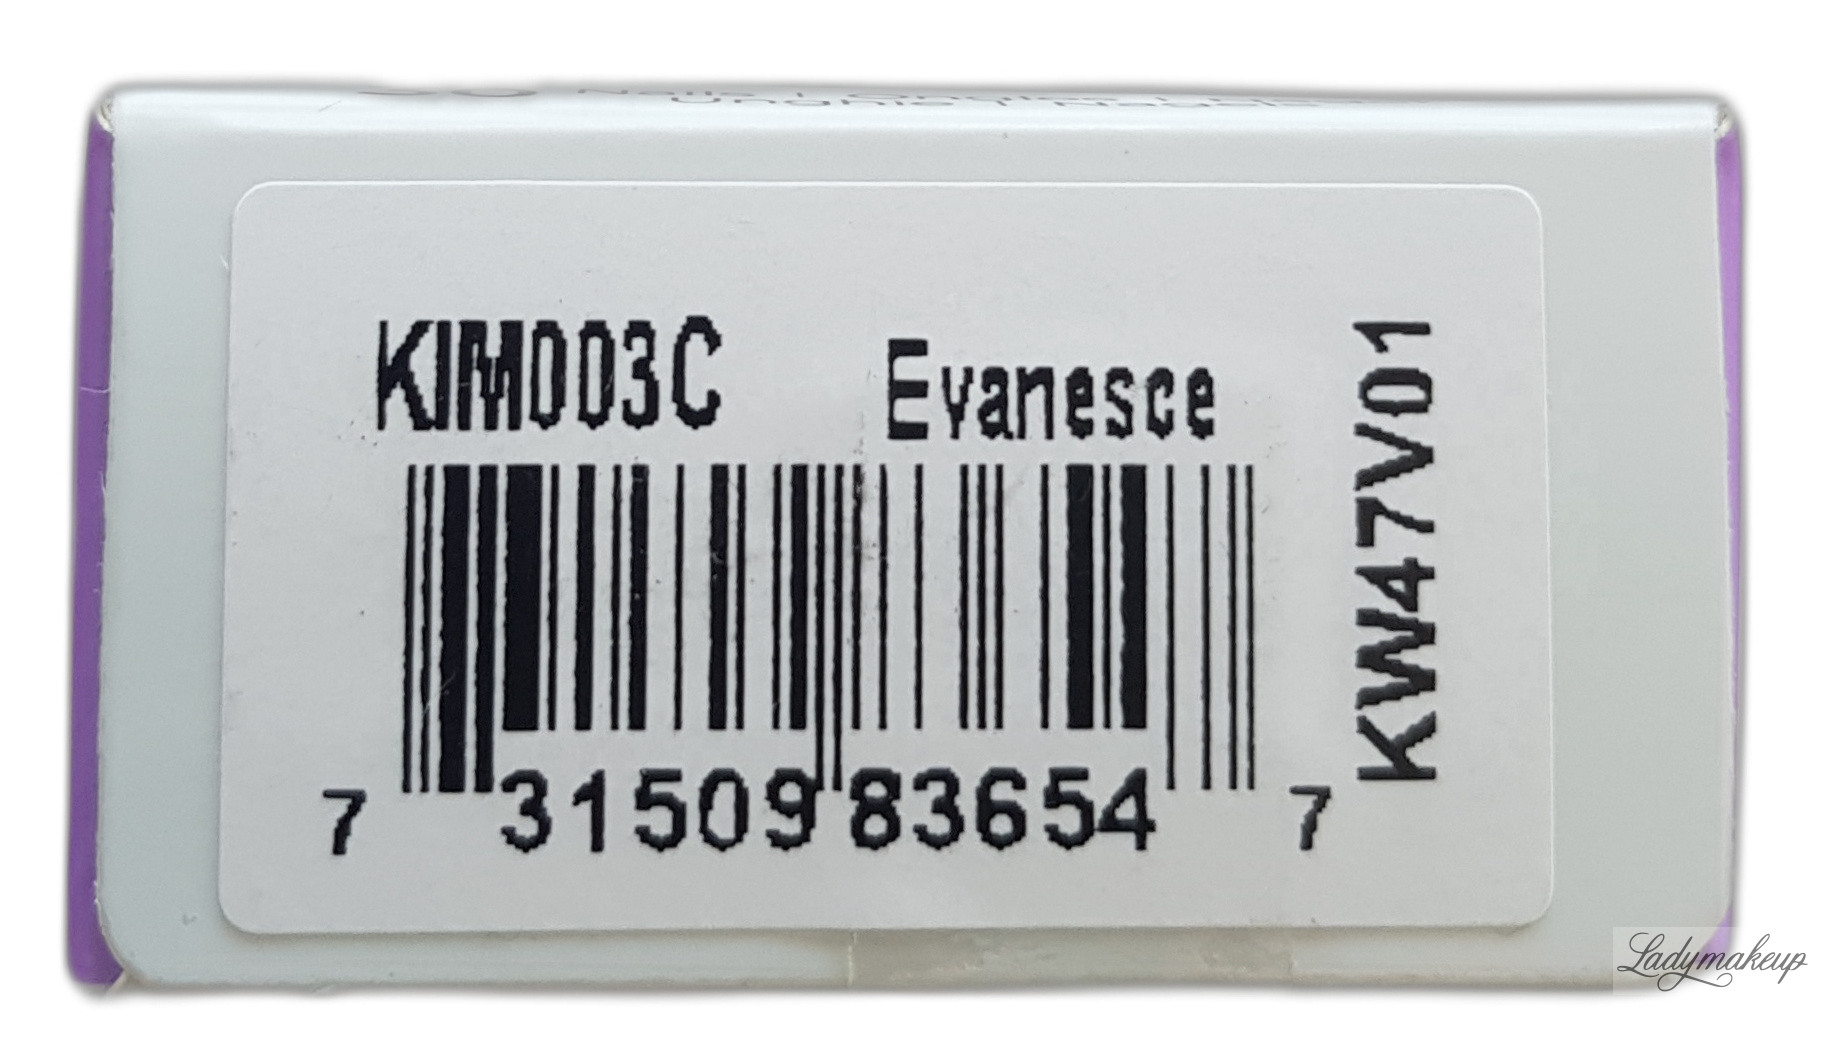 KIM003C Evanesce
7 31509 83654 7
KW47V01
Ladymakeup